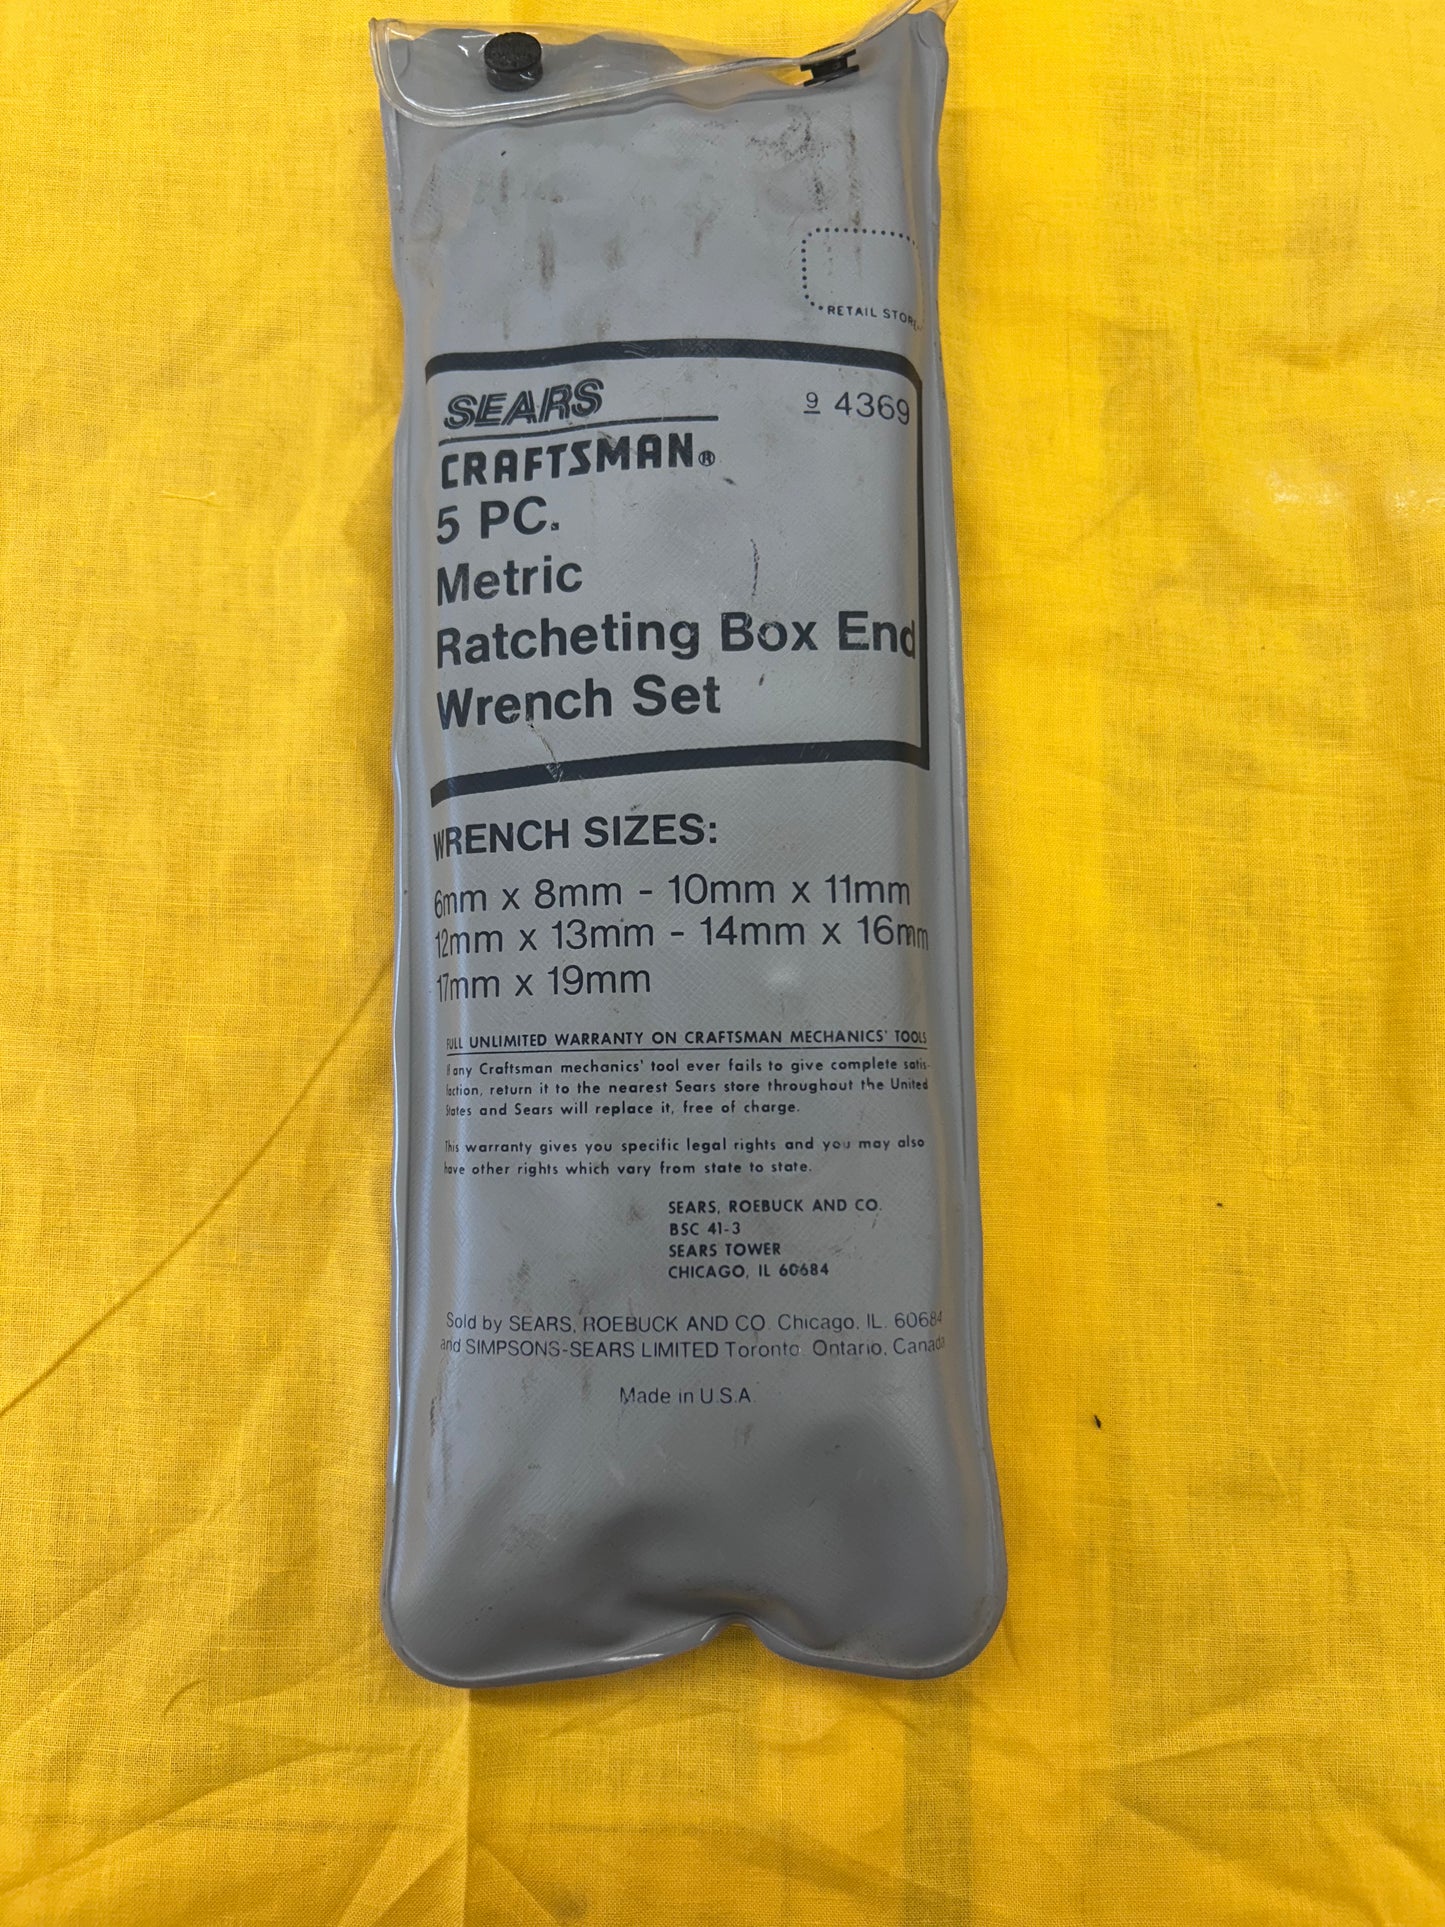 RETAIL STORE
SEARS
9 4369
CRAFTSMAN®
5 PC.
Metric
Ratcheting Box End
Wrench Set
WRENCH SIZES:
6mm x 8mm - 10mm x 11mm
12mm x 13mm - 14mm x 16mm
17mm x 19mm
FULL UNLIMITED WARRANTY ON CRAFTSMAN MECHANICS' TOOLS
If any Craftsman mechanics' tool ever fails to give complete satis-
faction, return it to the nearest Sears store throughout the United
States and Sears will replace it, free of charge.
This warranty gives you specific legal rights and you may also
have other rights which vary from state to state.
SEARS, ROEBUCK AND CO.
BSC 41-3
SEARS TOWER
CHICAGO, IL 60684
Sold by SEARS, ROEBUCK AND CO. Chicago, IL. 60684
and SIMPSONS-SEARS LIMITED Toronto, Ontario, Canada
Made in U.S.A.